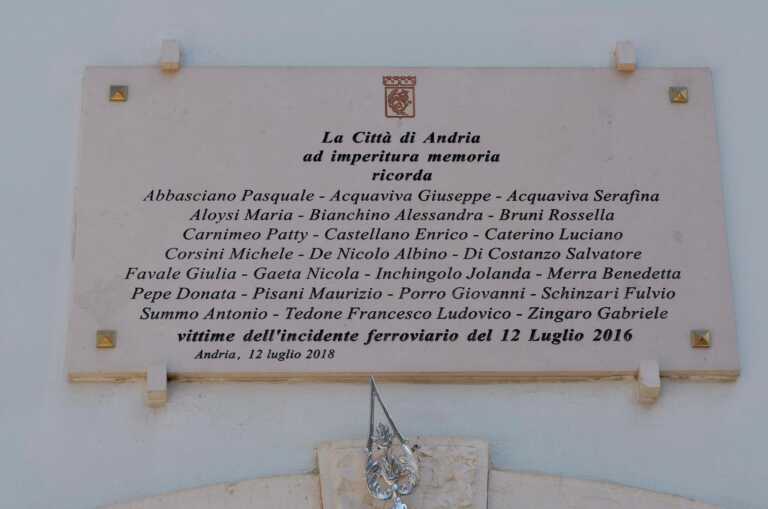 La Città di Andria
ad imperitura memoria
ricorda
Abbasciano Pasquale - Acquaviva Giuseppe - Acquaviva Serafina
Aloysi Maria - Bianchino Alessandra - Bruni Rossella
Carnimeo Patty - Castellano Enrico - Caterino Luciano
Corsini Michele - De Nicolo Albino - Di Costanzo Salvatore
Favale Giulia - Gaeta Nicola - Inchingolo Jolanda - Merra Benedetta
Pepe Donata - Pisani Maurizio - Porro Giovanni - Schinzari Fulvio
Summo Antonio - Tedone Francesco Ludovico - Zingaro Gabriele
vittime dell'incidente ferroviario del 12 Luglio 2016
Andria, 12 luglio 2018